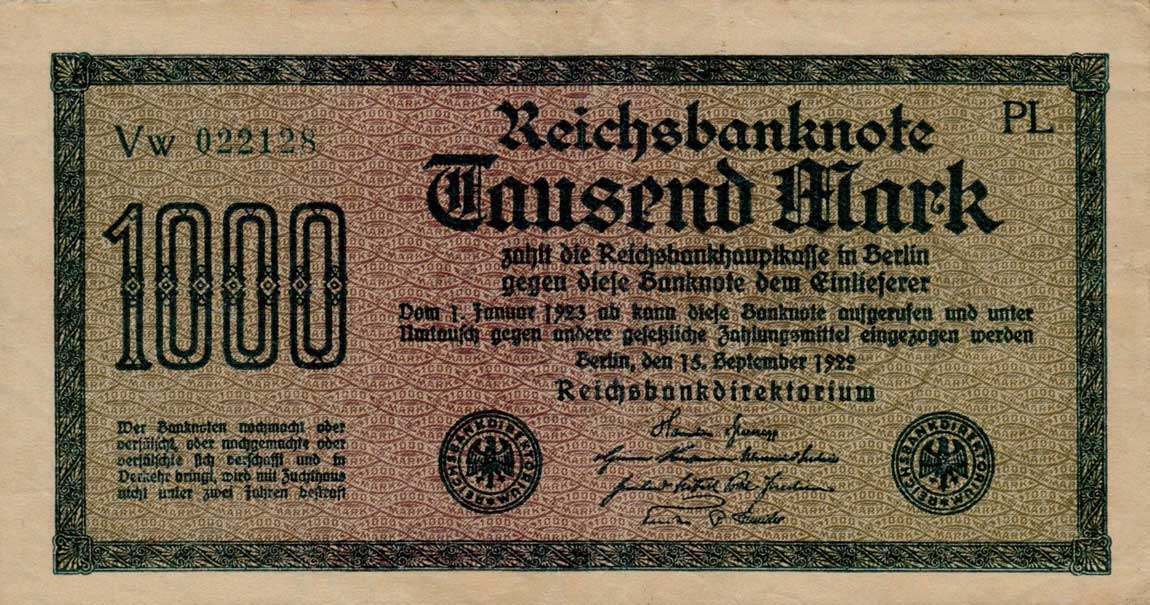 Vw 022128
PL
Reichsbanknote
Tausend Mark
1000
zahlt die Reichsbankhauptkasse in Berlin
gegen diese Banknote dem Einlieferer
Vom 1. Januar 1923 ab kann diese Banknote aufgerufen und unter
Umtausch gegen andere gesetzliche Zahlungsmittel eingezogen werden
Berlin, den 15. September 1922
Reichsbankdirektorium
Wer Banknoten nachmacht oder
verfälscht, oder nachgemachte oder
verfälschte sich verschafft und in
Verkehr bringt, wird mit Zuchthaus
nicht unter zwei Jahren bestraft
REICHSBANKDIREKTORIUM
REICHSBANKDIREKTORIUM